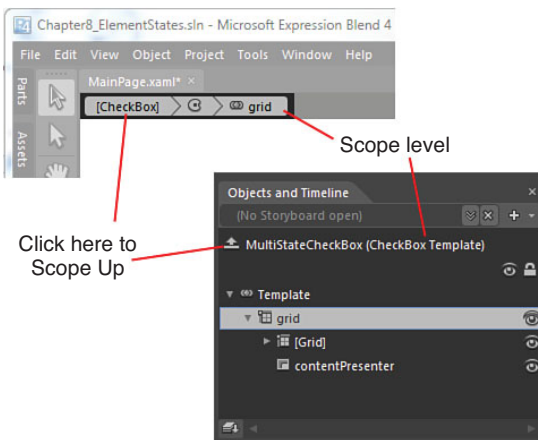 Chapter8_ElementStates.sln - Microsoft Expression Blend 4
File Edit View Object Project Tools Window Help
Parts
MainPage.xaml* ×
[CheckBox] grid
Assets
Scope level
Objects and Timeline ×
(No Storyboard open)
Click here to
Scope Up
MultiStateCheckBox (CheckBox Template)
Template
grid
[Grid]
contentPresenter